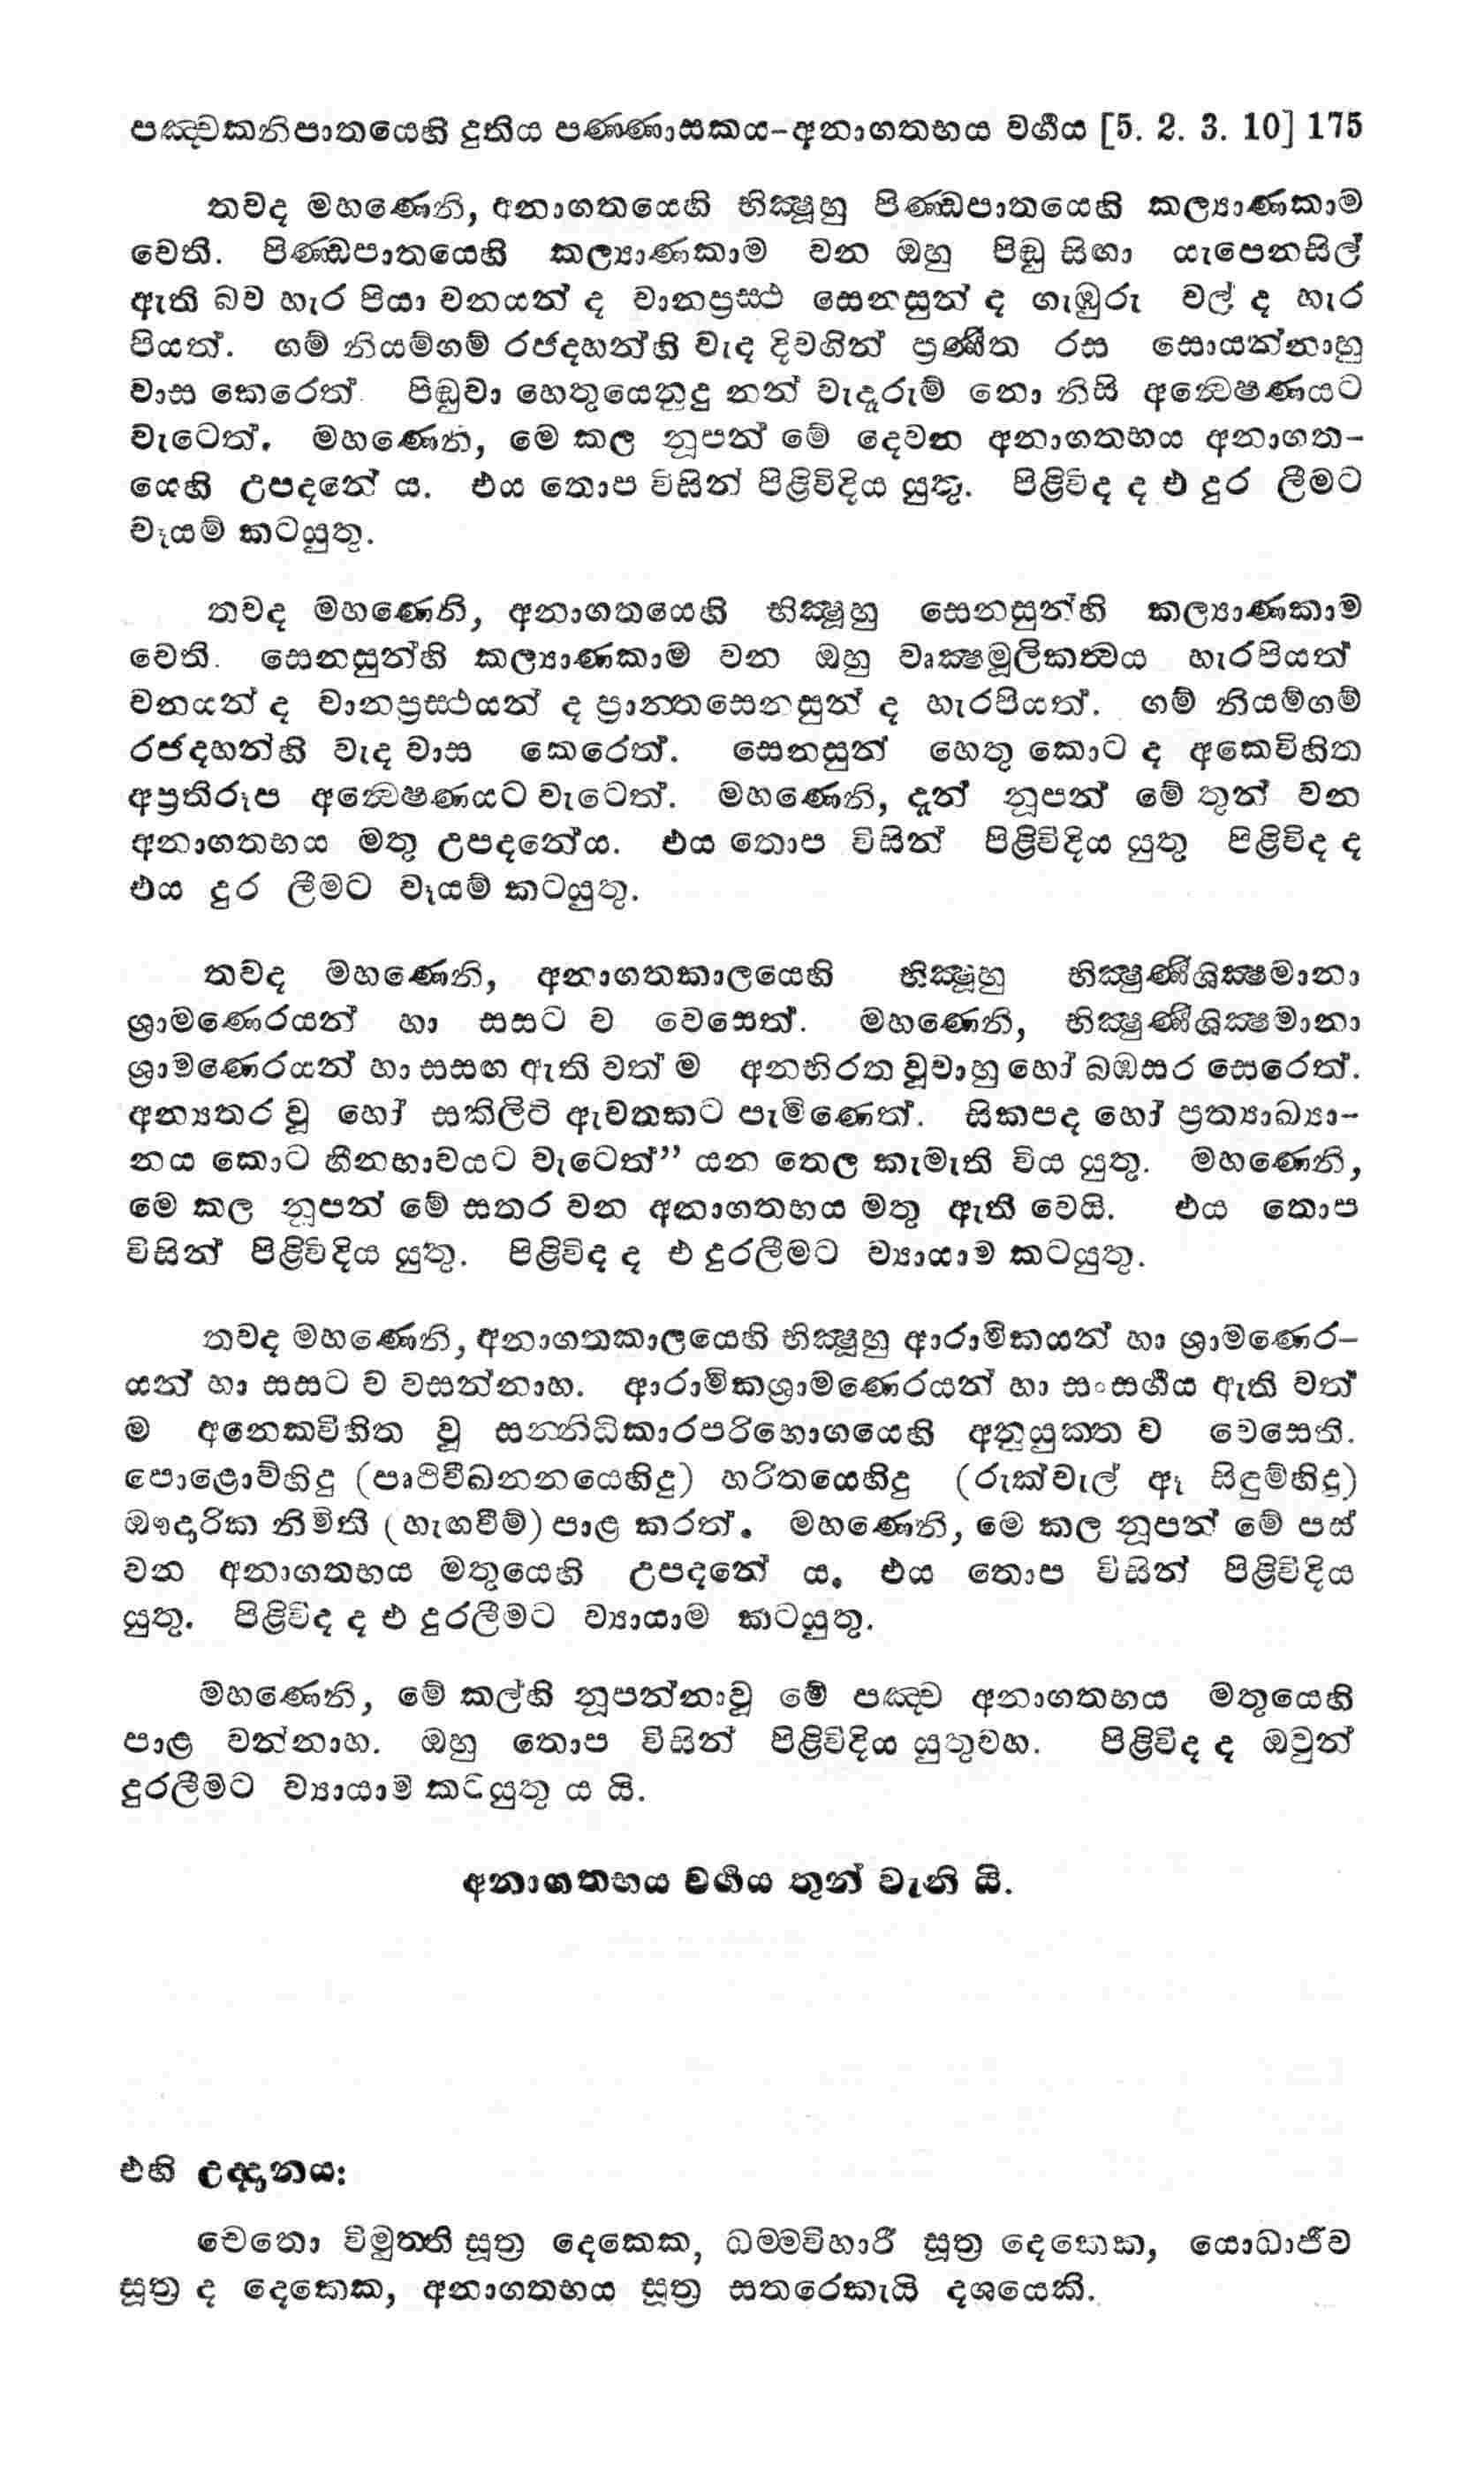 පඤ්චකනිපාතයෙහි දුතිය පණ්ණාසකය-අනාගතභය වර්ගය [5. 2. 3. 10] 175
තවද මහණෙනි, අනාගතයෙහි භික්ෂූහු පිණ්ඩපාතයෙහි කල්‍යාණකාම
වෙති. පිණ්ඩපාතයෙහි කල්‍යාණකාම වන ඔහු පිඬු සිඟා යැපෙනසිල්
ඇති බව හැර පියා වනයන් ද වානප්‍රස්ථ සෙනසුන් ද ගැඹුරු වල් ද හැර
පියත්. ගම් නියම්ගම් රජදහන්හි වැද දිවගින් ප්‍රණීත රස සොයන්නාහු
වාස කෙරෙත්. පිඬුවා හෙතුයෙනුදු නන් වැදෑරුම් නො නිසි අන්වෙෂණයට
වැටෙත්. මහණෙනි, මෙ කල නූපන් මේ දෙවන අනාගතභය අනාගත-
යෙහි උපදනේ ය. එය තොප විසින් පිළිවිදිය යුතු. පිළිවිද ද එ දුර ලීමට
වෑයම් කටයුතු.
තවද මහණෙනි, අනාගතයෙහි භික්ෂූහු සෙනසුන්හි කල්‍යාණකාම
වෙති. සෙනසුන්හි කල්‍යාණකාම වන ඔහු වෘක්ෂමූලිකත්‍වය හැරපියත්
වනයන් ද වානප්‍රස්ථයන් ද ප්‍රාන්තසෙනසුන් ද හැරපියත්. ගම් නියම්ගම්
රජදහන්හි වැද වාස කෙරෙත්. සෙනසුන් හෙතු කොට ද අනෙකවිහිත
අප්‍රතිරූප අන්වෙෂණයට වැටෙත්. මහණෙනි, දැන් නූපන් මේ තුන් වන
අනාගතභය මතු උපදනේය. එය තොප විසින් පිළිවිදිය යුතු පිළිවිද ද
එය දුර ලීමට වෑයම් කටයුතු.
තවද මහණෙනි, අනාගතකාලයෙහි භික්ෂූහු භික්ෂුණීශික්ෂමානා
ශ්‍රාමණෙරයන් හා සසට ව වෙසෙත්. මහණෙනි, භික්ෂුණීශික්ෂමානා
ශ්‍රාමණෙරයන් හා සසඟ ඇති වත් ම අනභිරත වූවාහු හෝ බඹසර සෙරෙත්.
අන්‍යතර වූ හෝ සකිලිටි ඇවතකට පැමිණෙත්. සිකපද හෝ ප්‍රත්‍යාඛ්‍යා-
නය කොට හීනභාවයට වැටෙත්” යන තෙල කැමැති විය යුතු. මහණෙනි,
මෙ කල නූපන් මේ සතර වන අනාගතභය මතු ඇති වෙයි. එය තොප
විසින් පිළිවිදිය යුතු. පිළිවිද ද එ දුරලීමට ව්‍යායාම කටයුතු.
තවද මහණෙනි, අනාගතකාලයෙහි භික්ෂූහු ආරාමිකයන් හා ශ්‍රාමණෙර-
යන් හා සසට ව වසන්නාහ. ආරාමිකශ්‍රාමණෙරයන් හා සංසර්ගය ඇති වත්
ම අනෙකවිහිත වූ සන්නිධිකාරපරිභොගයෙහි අනුයුක්ත ව වෙසෙති.
පොළොව්හිදු (පෘථිවීඛනනයෙහිදු) හරිතයෙහිදු (රුක්වැල් ඈ සිඳුම්හිදු)
ඖදාරික නිමිති (හැඟවීම්) පාළ කරත්. මහණෙනි, මෙ කල නූපන් මේ පස්
වන අනාගතභය මතුයෙහි උපදනේ ය. එය තොප විසින් පිළිවිදිය
යුතු. පිළිවිද ද එ දුරලීමට ව්‍යායාම කටයුතු.
මහණෙනි, මේ කල්හි නූපන්නාවූ මේ පඤ්ච අනාගතභය මතුයෙහි
පාළ වන්නාහ. ඔහු තොප විසින් පිළිවිදිය යුතුවහ. පිළිවිද ද ඔවුන්
දුරලීමට ව්‍යායාම කටයුතු ය යි.
අනාගතභය වර්ගය තුන් වැනි යි.
එහි උද්දානය:
චෙතො විමුත්ති සූත්‍ර දෙකෙක, ධම්මවිහාරී සූත්‍ර දෙකෙක, යොධාජීව
සූත්‍ර ද දෙකෙක, අනාගතභය සූත්‍ර සතරෙකැයි දශයෙකි.